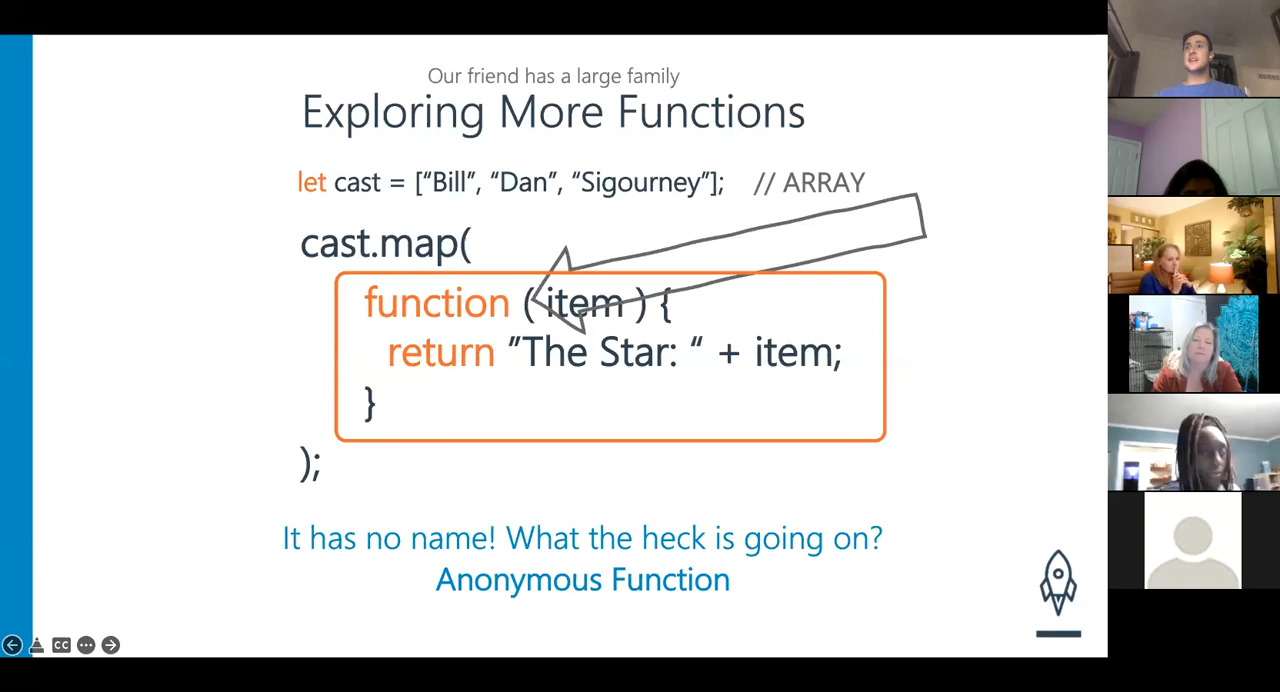 Our friend has a large family
Exploring More Functions
let cast = [“Bill”, “Dan”, “Sigourney”]; // ARRAY
cast.map(
function ( item ) {
return ”The Star: “ + item;
}
);
It has no name! What the heck is going on?
Anonymous Function
CC